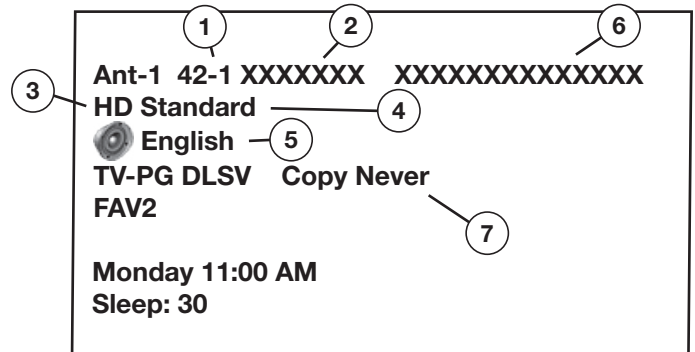 1 2 6
Ant-1 42-1 XXXXXXX XXXXXXXXXXXXXX
3 HD Standard 4
English 5
TV-PG DLSV Copy Never
FAV2
7
Monday 11:00 AM
Sleep: 30